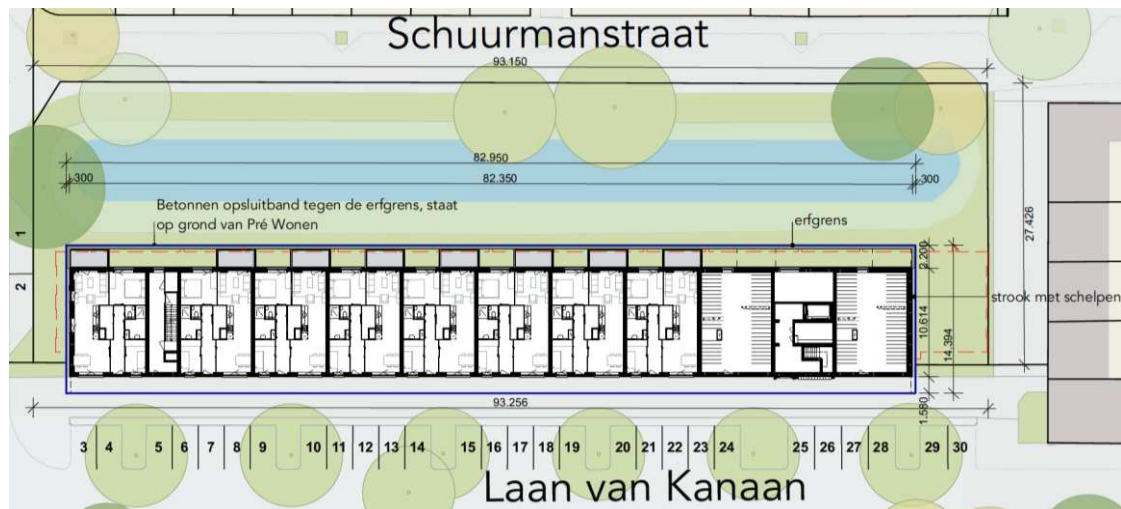 Schuurmanstraat
93.150
82.950
300 82.350 300
Betonnen opsluitband tegen de erfgrens, staat
op grond van Pré Wonen
erfgrens
1
2
27.426
2.200
strook met schelpen
10.614
14.394
1.580
93.256
3 4 5 6 7 8 9 10 11 12 13 14 15 16 17 18 19 20 21 22 23 24 25 26 27 28 29 30
Laan van Kanaan